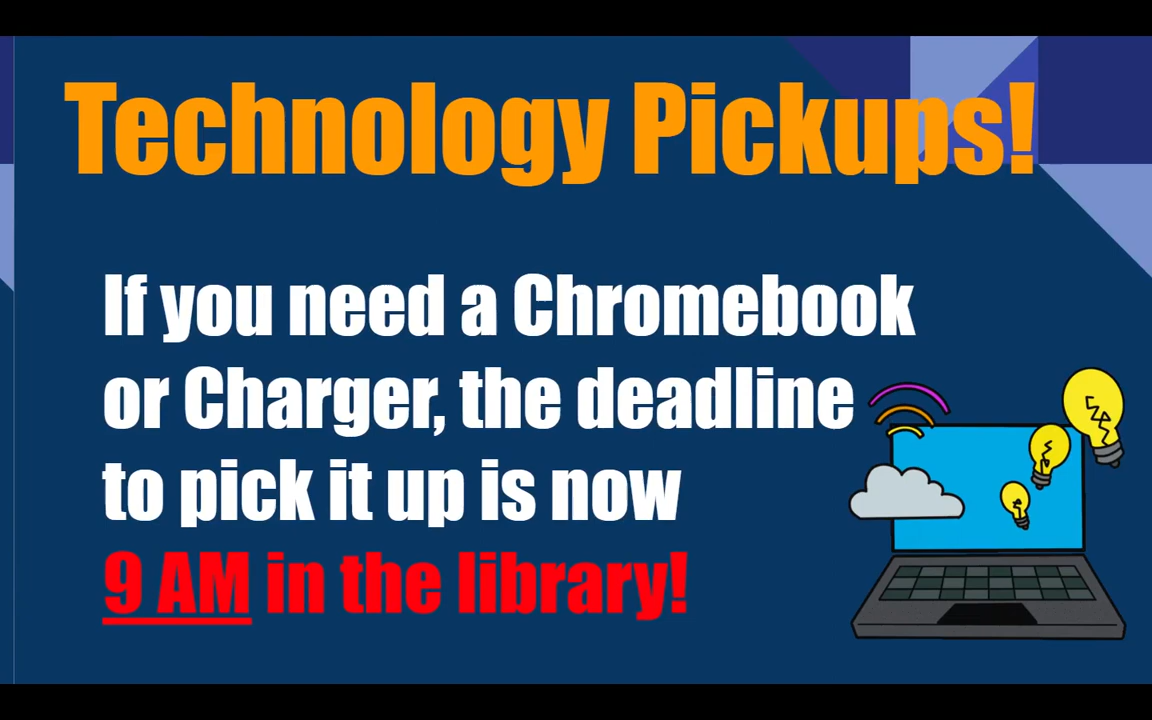 Technology Pickups!
If you need a Chromebook
or Charger, the deadline
to pick it up is now
9 AM in the library!